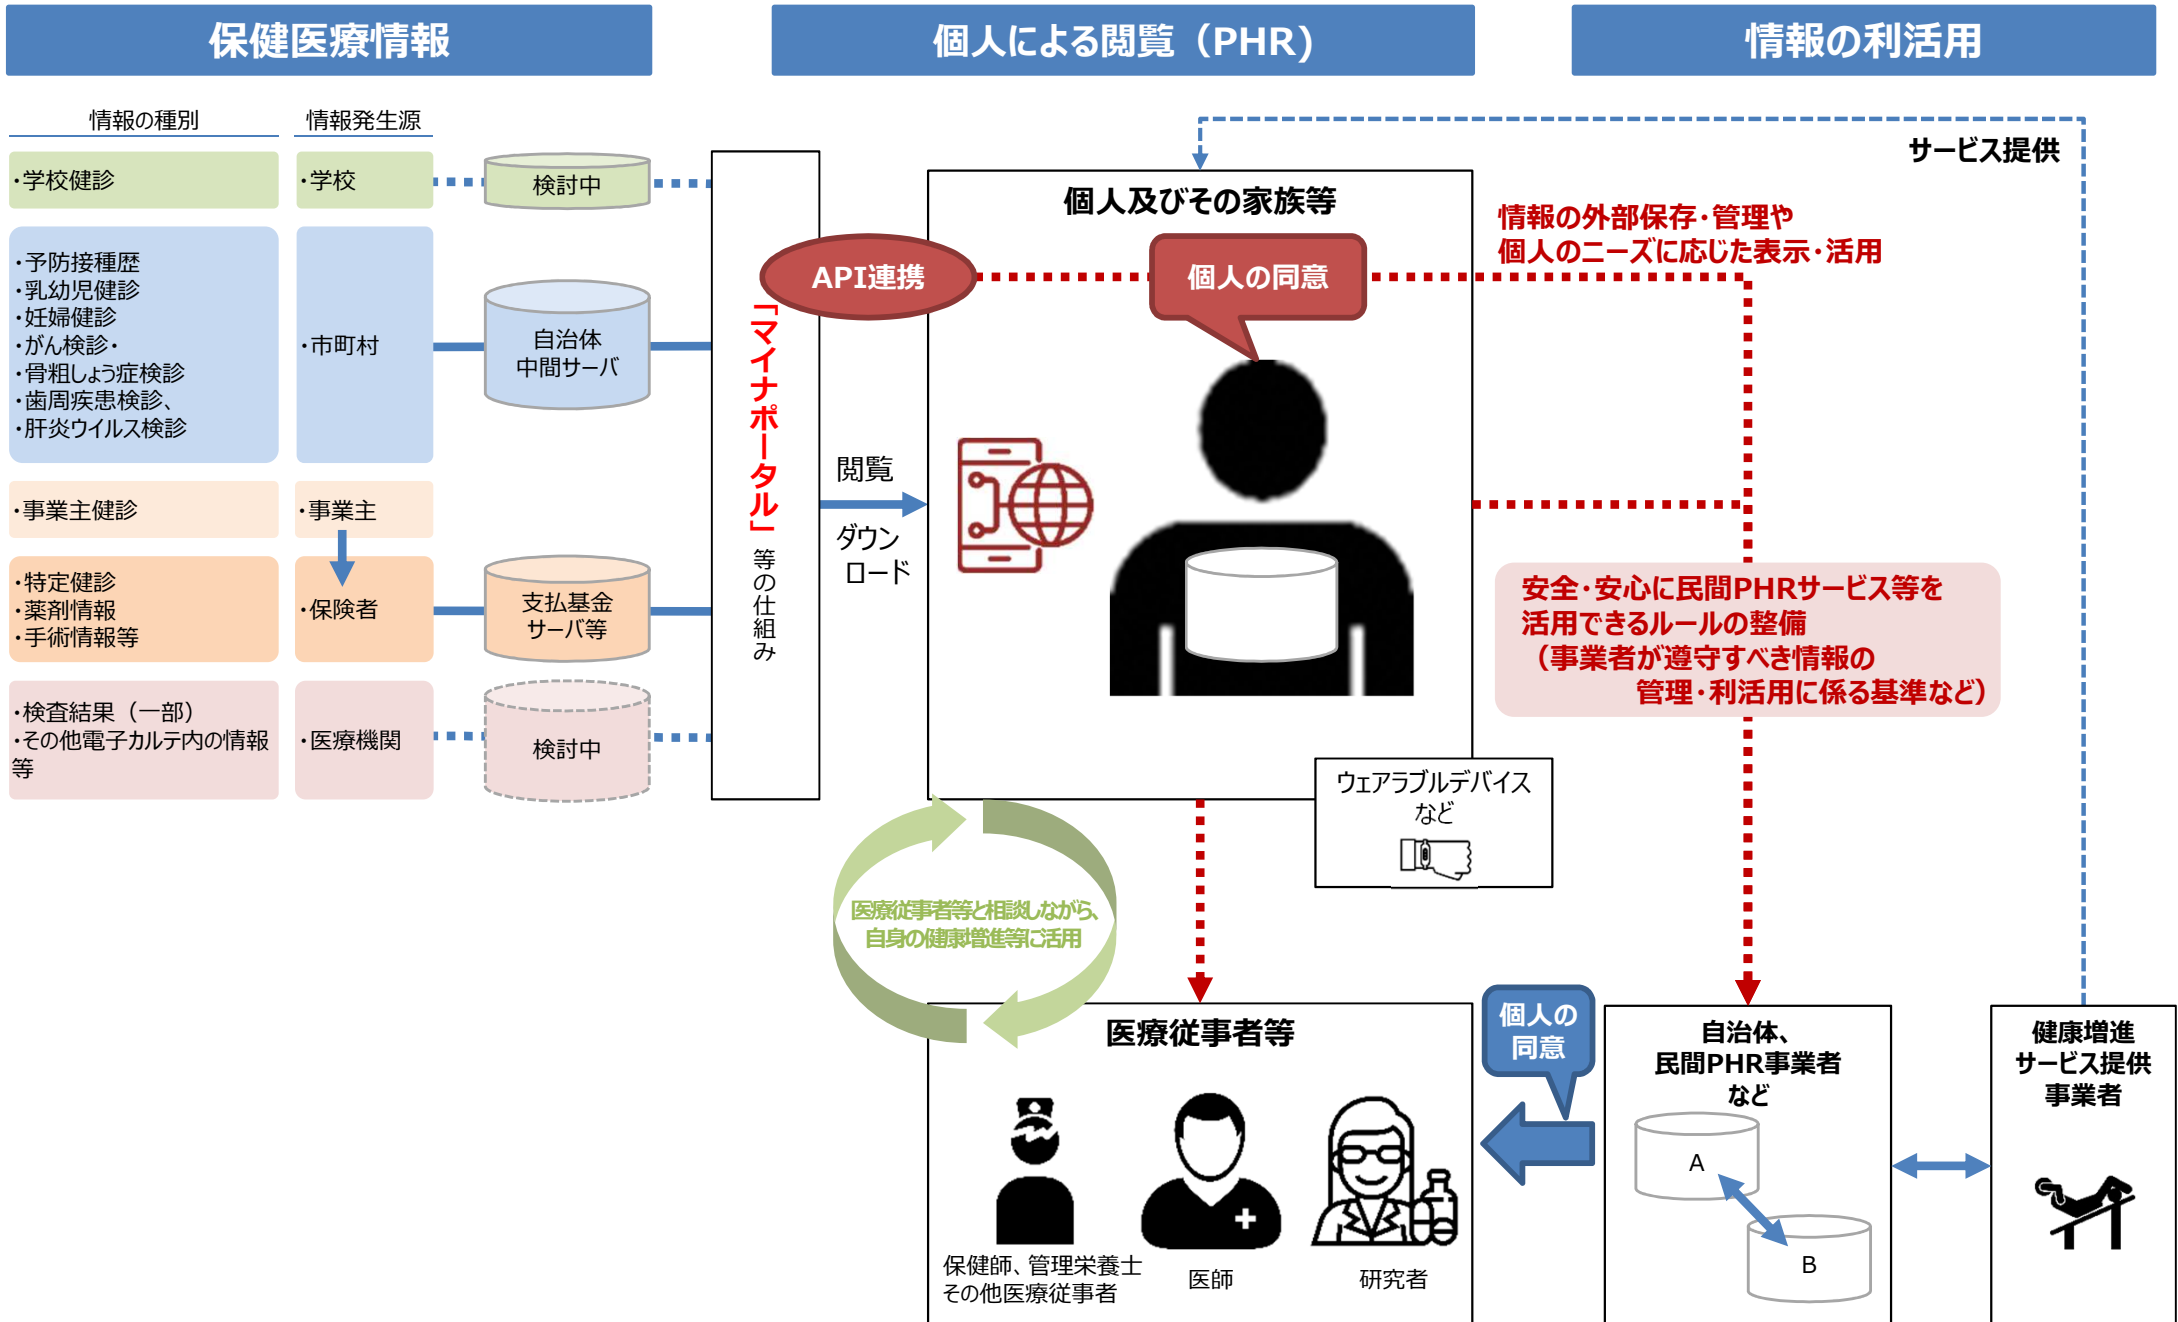 保健医療情報
個人による閲覧（PHR）
情報の利活用
情報の種別
情報発生源
・学校健診
・学校
検討中
・予防接種歴
・乳幼児健診
・妊婦健診
・がん検診・
・骨粗しょう症検診
・歯周疾患検診、
・肝炎ウイルス検診
・市町村
自治体
中間サーバ
・事業主健診
・事業主
・特定健診
・薬剤情報
・手術情報等
・保険者
支払基金
サーバ等
・検査結果（一部）
・その他電子カルテ内の情報
等
・医療機関
検討中
「マイナポータル」等の仕組み
API連携
閲覧
ダウン
ロード
個人及びその家族等
個人の同意
ウェアラブルデバイス
など
医療従事者等と相談しながら、
自身の健康増進等に活用
医療従事者等
保健師、管理栄養士
その他医療従事者
医師
研究者
サービス提供
情報の外部保存・管理や
個人のニーズに応じた表示・活用
安全・安心に民間PHRサービス等を
活用できるルールの整備
（事業者が遵守すべき情報の
管理・利活用に係る基準など）
個人の
同意
自治体、
民間PHR事業者
など
A
B
健康増進
サービス提供
事業者